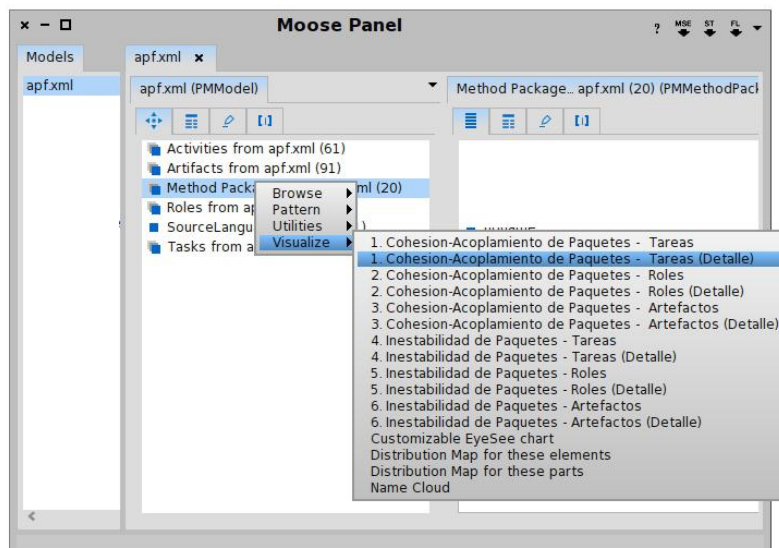 Moose Panel
? MSE ST FL
Models
apf.xml
apf.xml
apf.xml (PMModel)
Activities from apf.xml (61)
Artifacts from apf.xml (91)
Method Pack ml (20)
Roles from ap
SourceLangu )
Tasks from a
Method Package... apf.xml (20) (PMMethodPack
Browse
Pattern
Utilities
Visualize
1. Cohesion-Acoplamiento de Paquetes - Tareas
1. Cohesion-Acoplamiento de Paquetes - Tareas (Detalle)
2. Cohesion-Acoplamiento de Paquetes - Roles
2. Cohesion-Acoplamiento de Paquetes - Roles (Detalle)
3. Cohesion-Acoplamiento de Paquetes - Artefactos
3. Cohesion-Acoplamiento de Paquetes - Artefactos (Detalle)
4. Inestabilidad de Paquetes - Tareas
4. Inestabilidad de Paquetes - Tareas (Detalle)
5. Inestabilidad de Paquetes - Roles
5. Inestabilidad de Paquetes - Roles (Detalle)
6. Inestabilidad de Paquetes - Artefactos
6. Inestabilidad de Paquetes - Artefactos (Detalle)
Customizable EyeSee chart
Distribution Map for these elements
Distribution Map for these parts
Name Cloud